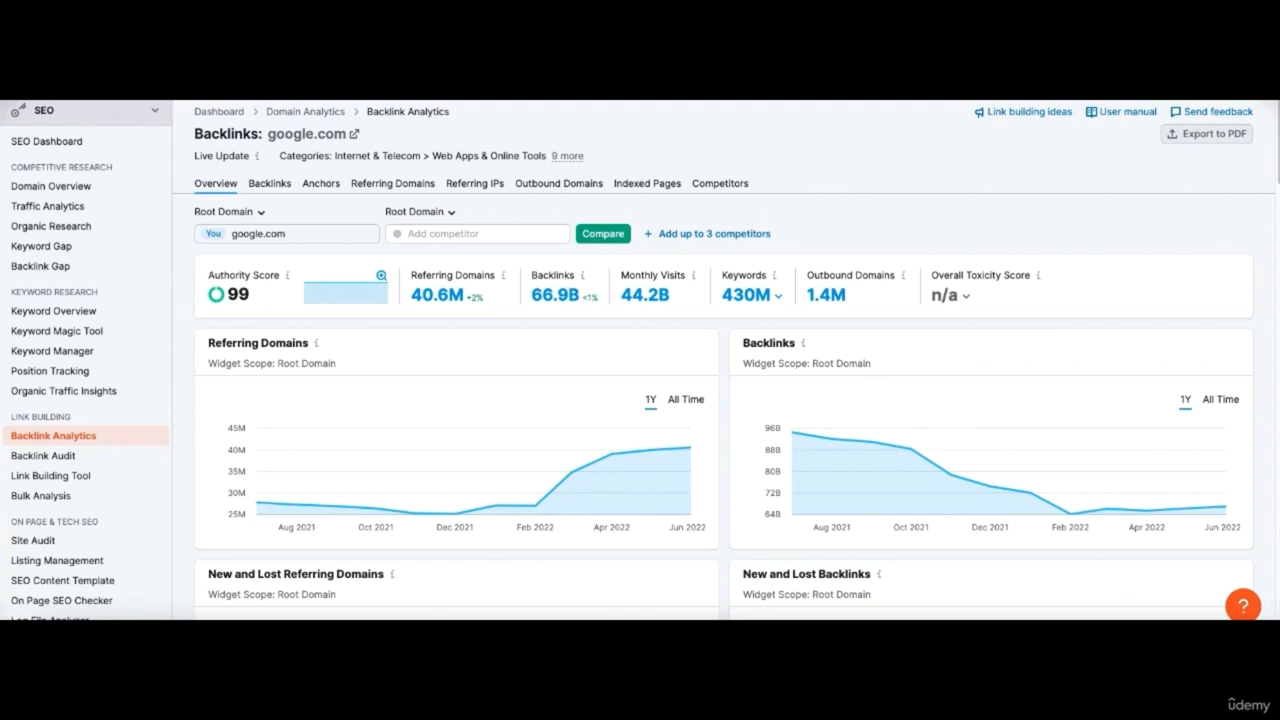 SEO
SEO Dashboard
COMPETITIVE RESEARCH
Domain Overview
Traffic Analytics
Organic Research
Keyword Gap
Backlink Gap
KEYWORD RESEARCH
Keyword Overview
Keyword Magic Tool
Keyword Manager
Position Tracking
Organic Traffic Insights
LINK BUILDING
Backlink Analytics
Backlink Audit
Link Building Tool
Bulk Analysis
ON PAGE & TECH SEO
Site Audit
Listing Management
SEO Content Template
On Page SEO Checker
Log File Analyzer
Dashboard > Domain Analytics > Backlink Analytics
Link building ideas User manual Send feedback
Backlinks: google.com
Export to PDF
Live Update i Categories: Internet & Telecom > Web Apps & Online Tools 9 more
Overview Backlinks Anchors Referring Domains Referring IPs Outbound Domains Indexed Pages Competitors
Root Domain Root Domain
You google.com Add competitor Compare + Add up to 3 competitors
Authority Score i Referring Domains i Backlinks i Monthly Visits i Keywords i Outbound Domains i Overall Toxicity Score i
99 40.6M +2% 66.9B <1% 44.2B 430M 1.4M n/a
Referring Domains i
Widget Scope: Root Domain
1Y All Time
45M
40M
35M
30M
25M
Aug 2021 Oct 2021 Dec 2021 Feb 2022 Apr 2022 Jun 2022
Backlinks i
Widget Scope: Root Domain
1Y All Time
96B
88B
80B
72B
64B
Aug 2021 Oct 2021 Dec 2021 Feb 2022 Apr 2022 Jun 2022
New and Lost Referring Domains i
Widget Scope: Root Domain
New and Lost Backlinks i
Widget Scope: Root Domain
?
ûdemy